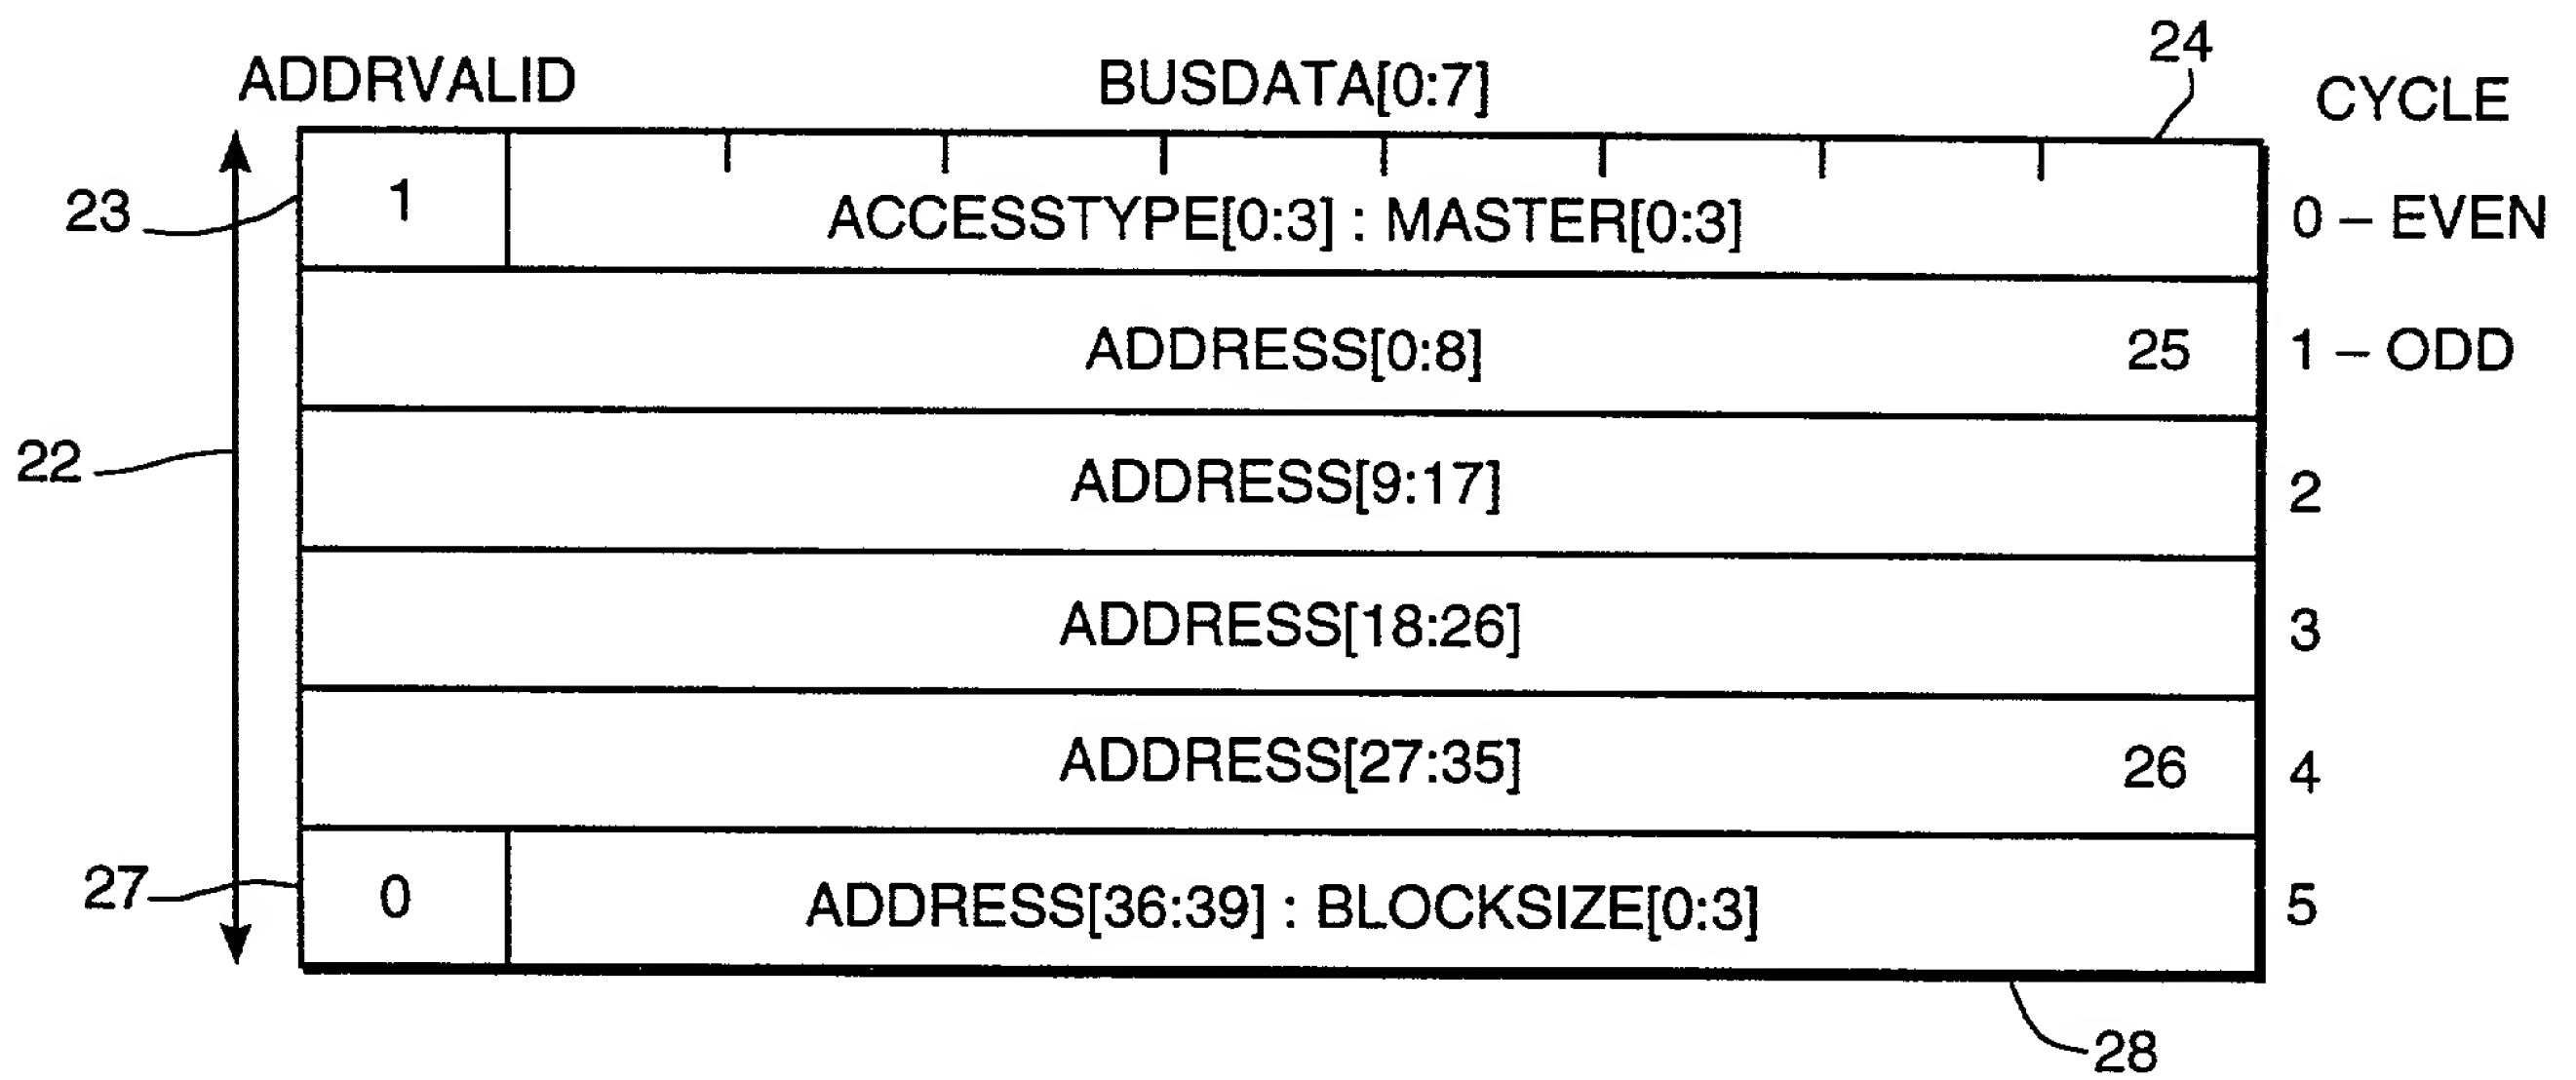 24
ADDRVALID BUSDATA[0:7] CYCLE
23 1 ACCESSTYPE[0:3] : MASTER[0:3] 0 – EVEN
ADDRESS[0:8] 25 1 – ODD
22 ADDRESS[9:17] 2
ADDRESS[18:26] 3
ADDRESS[27:35] 26 4
27 0 ADDRESS[36:39] : BLOCKSIZE[0:3] 5
28